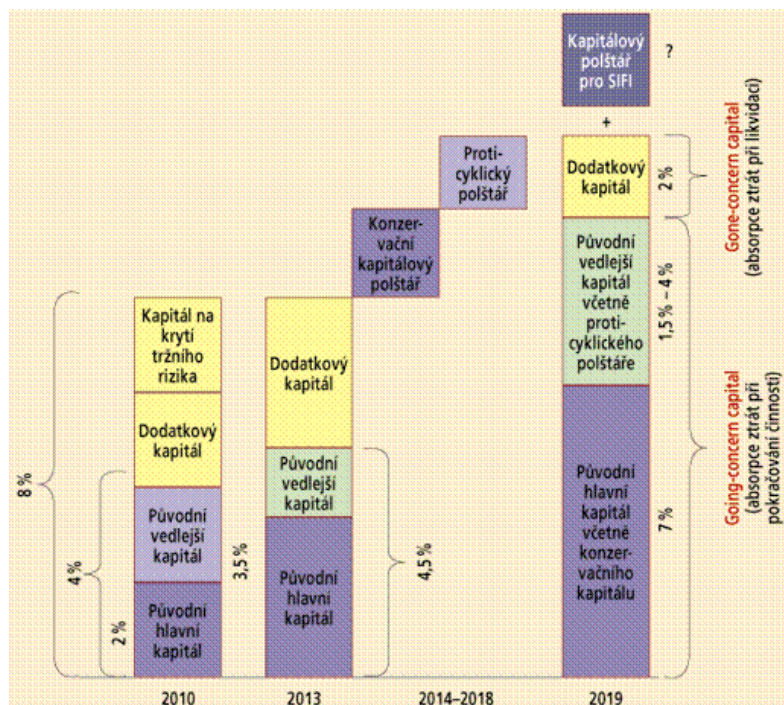 Kapitálový
polštář
pro SIFI
?
+
Proti-
cyklický
polštář
Dodatkový
kapitál
2 %
Gone-concern capital
(absorpce ztrát při likvidaci)
Konzer-
vační
kapitálový
polštář
Původní
vedlejší
kapitál
včetně
proti-
cyklického
polštáře
1,5 % – 4 %
Kapitál na
krytí
tržního
rizika
Dodatkový
kapitál
Dodatkový
kapitál
Původní
vedlejší
kapitál
Původní
vedlejší
kapitál
Původní
hlavní
kapitál
Původní
hlavní
kapitál
Původní
hlavní
kapitál
včetně
konzer-
vačního
kapitálu
7 %
Going-concern capital
(absorpce ztrát při
pokračování činnosti)
8 %
4 %
2 %
3,5 %
4,5 %
2010
2013
2014–2018
2019